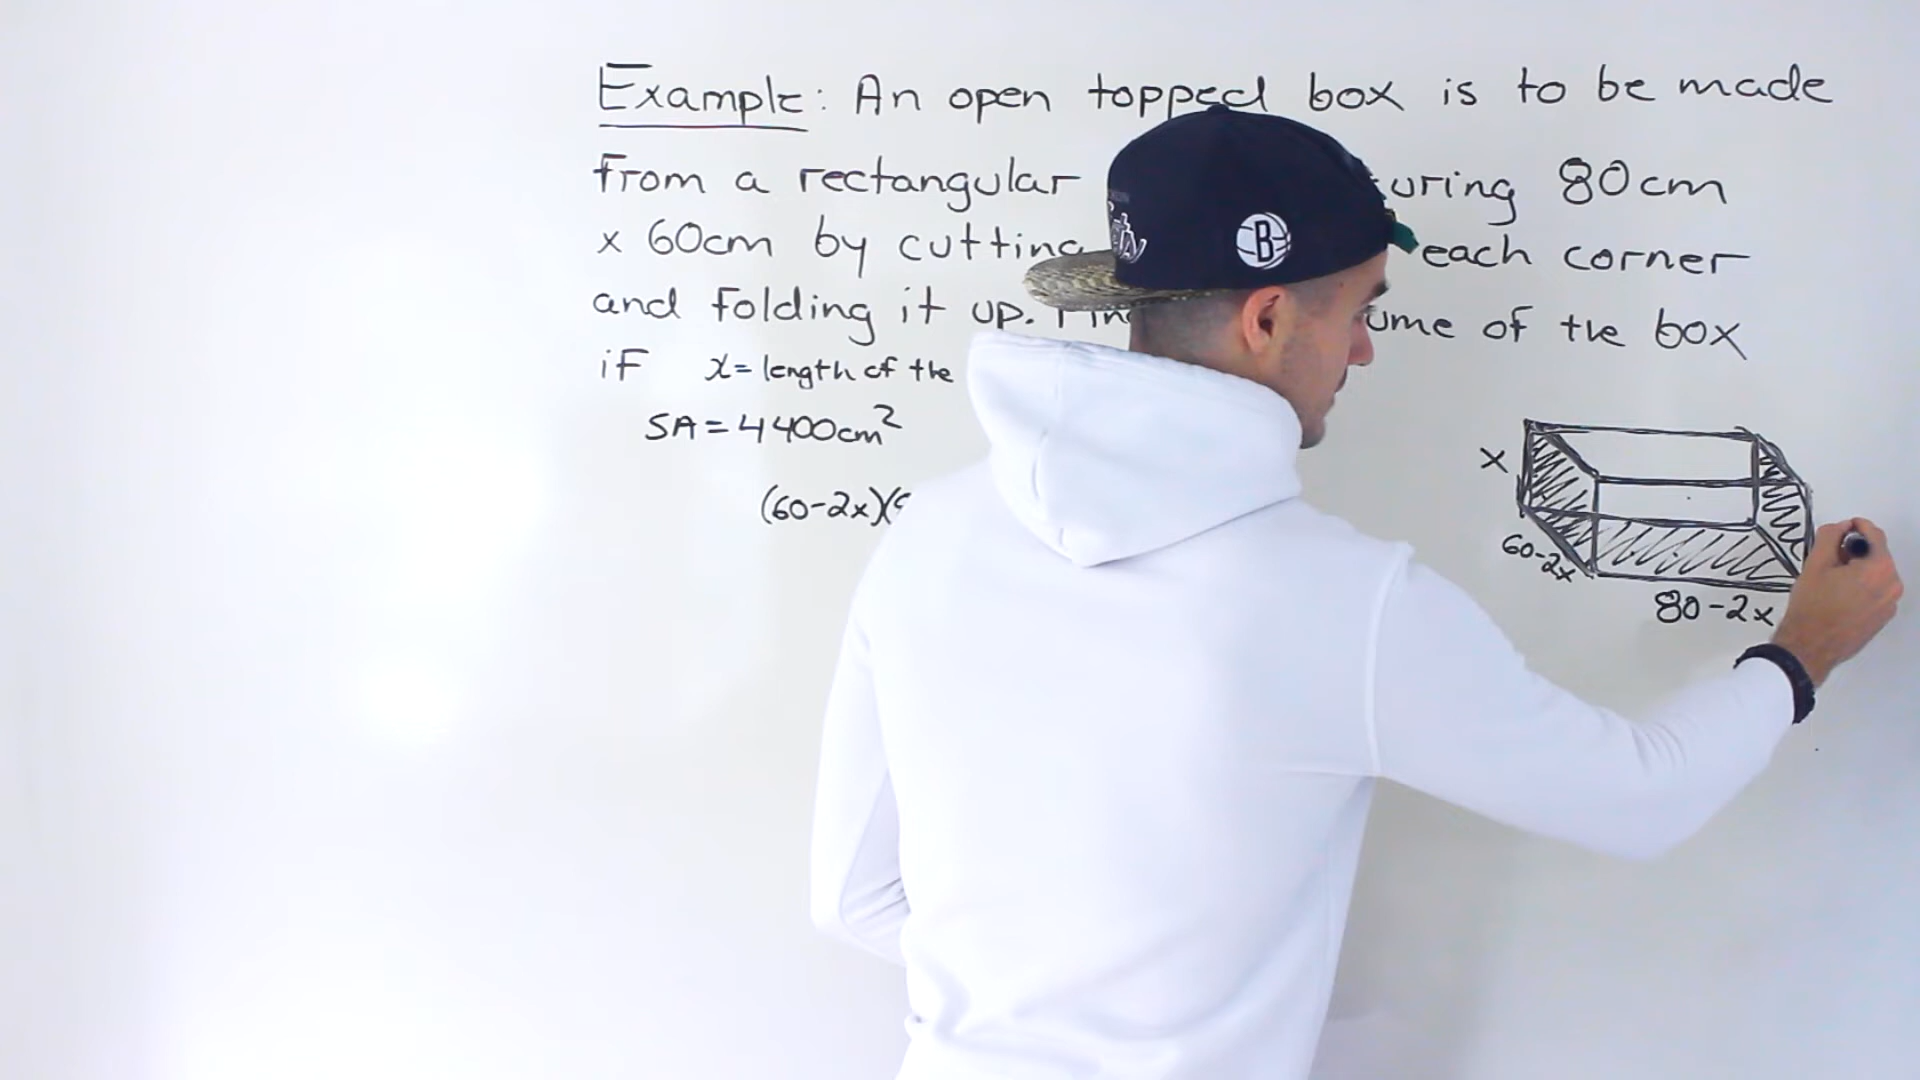 Example: An open topped box is to be made
from a rectangular uring 80cm
x 60cm by cutting each corner
and folding it up. ume of the box
if x = length of the
SA = 4400cm²
(60-2x)(
x
60-2x
80-2x
B